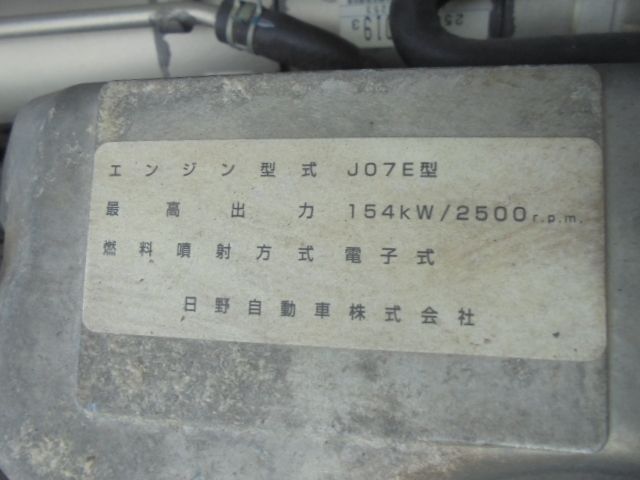 019
エンジン型式 J07E型
最高出力 154kW/2500r.p.m.
燃料噴射方式 電子式
日野自動車株式会社